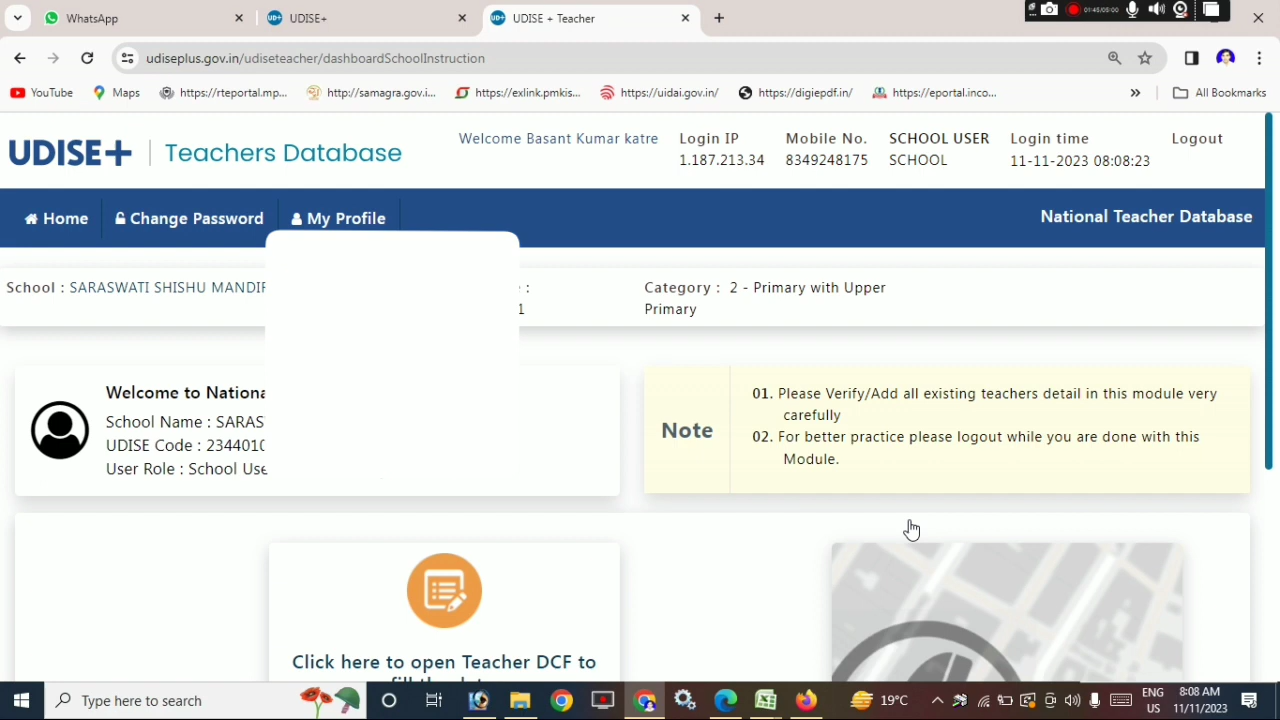 WhatsApp
UDISE+
UDISE + Teacher
01:45/05:00
udiseplus.gov.in/udiseteacher/dashboardSchoolInstruction
YouTube
Maps
https://rteportal.mp...
http://samagra.gov.i...
https://exlink.pmkis...
https://uidai.gov.in/
https://digiepdf.in/
https://eportal.inco...
All Bookmarks
UDISE+
Teachers Database
Welcome Basant Kumar katre
Login IP
1.187.213.34
Mobile No.
8349248175
SCHOOL USER
SCHOOL
Login time
11-11-2023 08:08:23
Logout
Home
Change Password
My Profile
National Teacher Database
School : SARASWATI SHISHU MANDIR
:
1
Category : 2 - Primary with Upper
Primary
Welcome to Nationa
School Name : SARAS
UDISE Code : 2344010
User Role : School Use
Note
01. Please Verify/Add all existing teachers detail in this module very
carefully
02. For better practice please logout while you are done with this
Module.
Click here to open Teacher DCF to
Type here to search
19°C
ENG
US
8:08 AM
11/11/2023